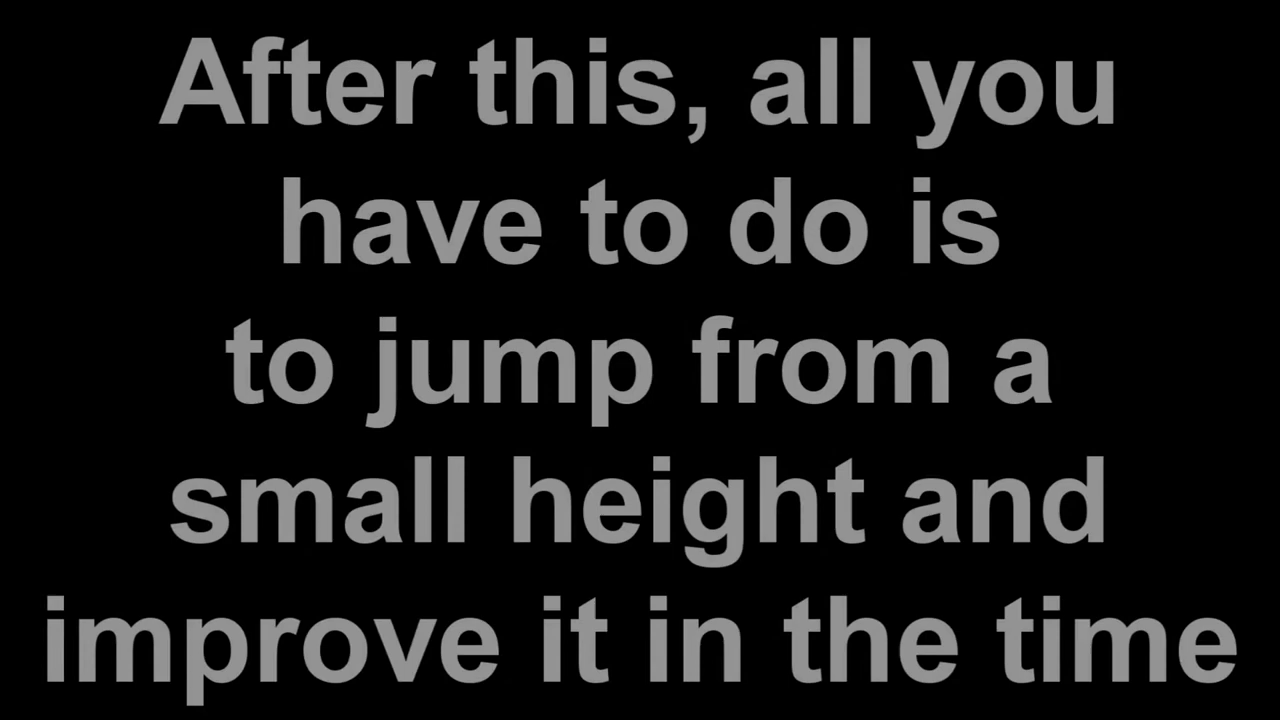 After this, all you
have to do is
to jump from a
small height and
improve it in the time